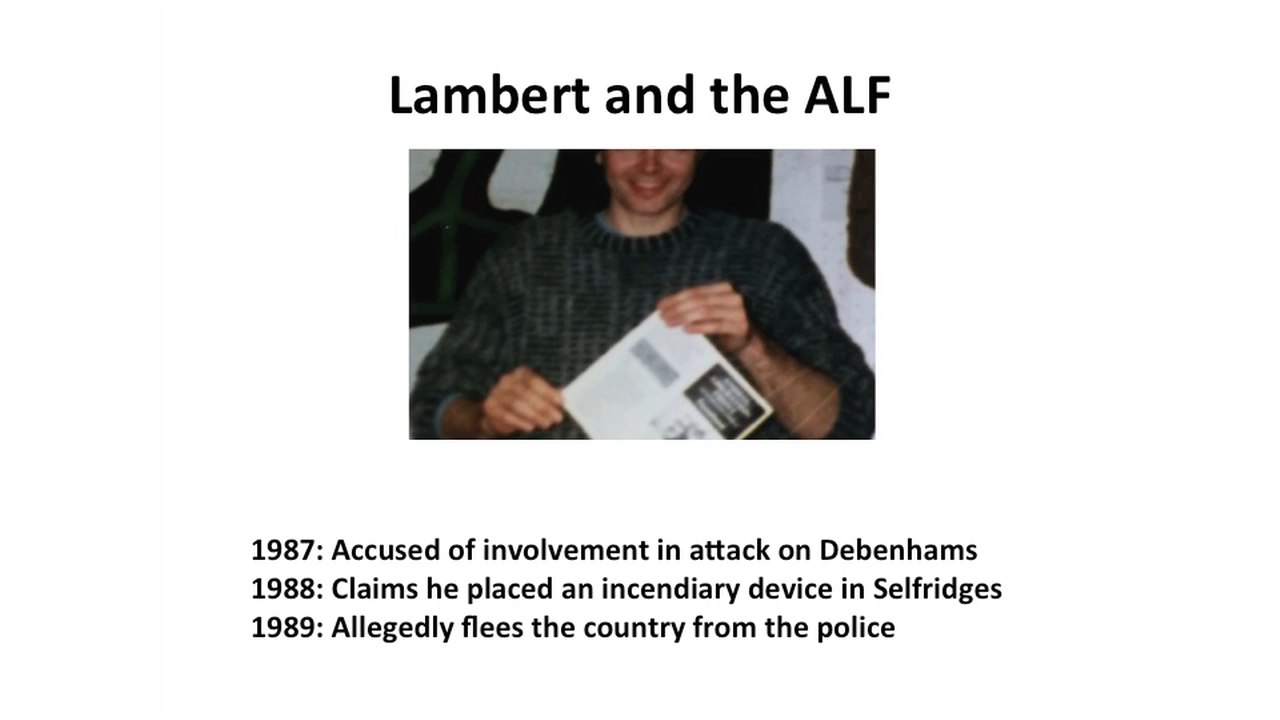 Lambert and the ALF
1987: Accused of involvement in attack on Debenhams
1988: Claims he placed an incendiary device in Selfridges
1989: Allegedly flees the country from the police